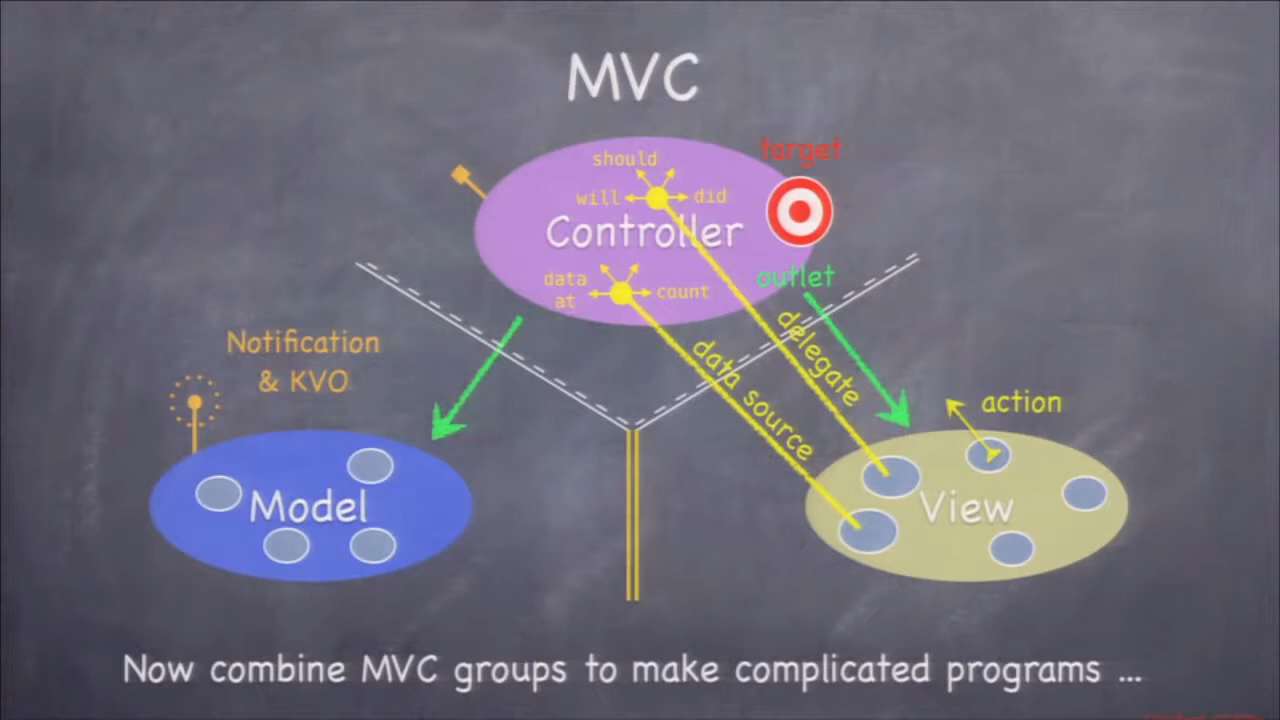 MVC
should
target
will
did
Controller
data
at
count
outlet
Notification
& KVO
delegate
data source
action
Model
View
Now combine MVC groups to make complicated programs ...